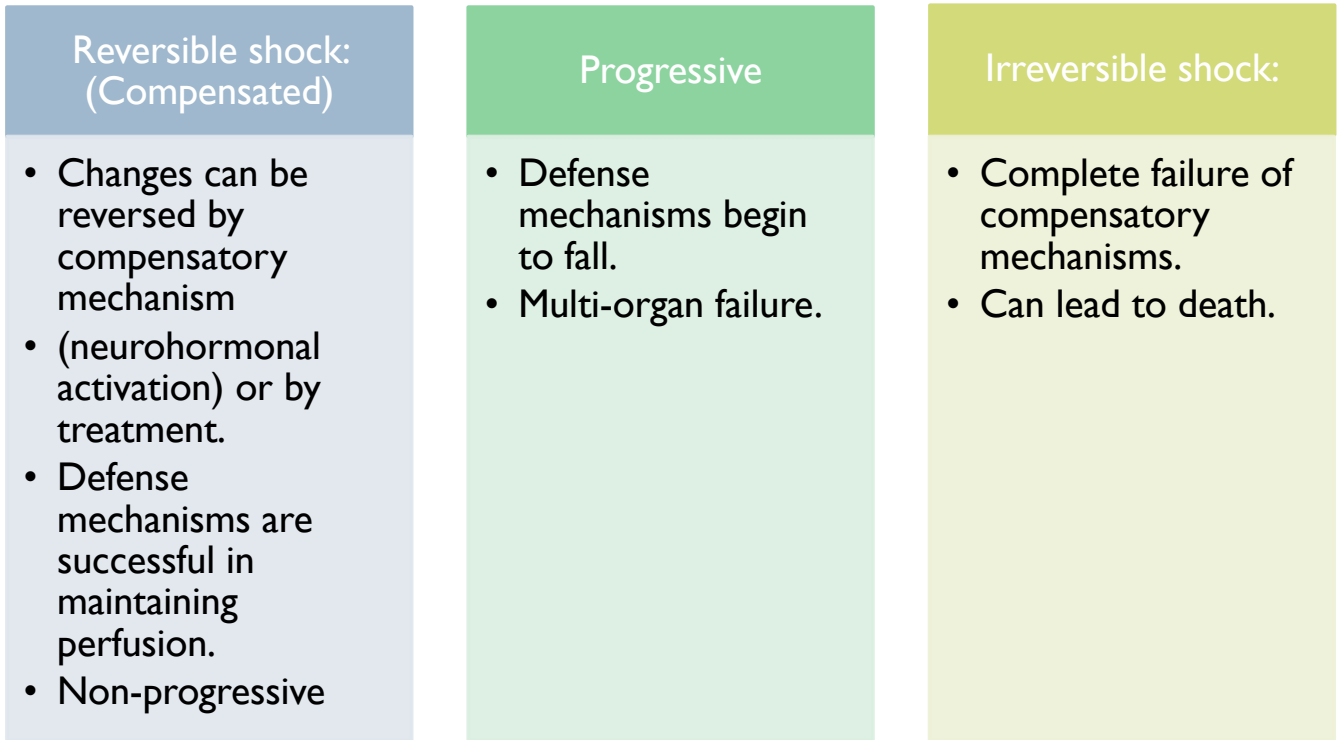 Reversible shock:
(Compensated)
• Changes can be
reversed by
compensatory
mechanism
• (neurohormonal
activation) or by
treatment.
• Defense
mechanisms are
successful in
maintaining
perfusion.
• Non-progressive
Progressive
• Defense
mechanisms begin
to fall.
• Multi-organ failure.
Irreversible shock:
• Complete failure of
compensatory
mechanisms.
• Can lead to death.